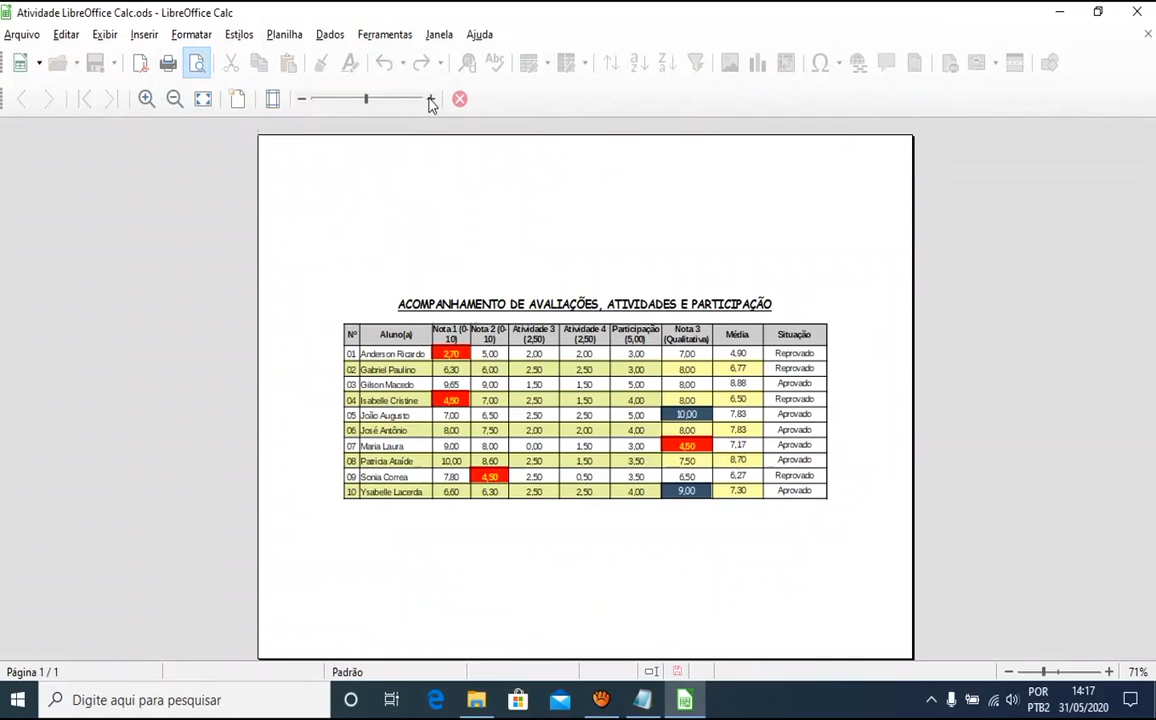 Atividade LibreOffice Calc.ods - LibreOffice Calc
Arquivo Editar Exibir Inserir Formatar Estilos Planilha Dados Ferramentas Janela Ajuda
ACOMPANHAMENTO DE AVALIAÇÕES, ATIVIDADES E PARTICIPAÇÃO
Nº Aluno(a) Nota 1 (0-10) Nota 2 (0-10) Atividade 3 (2,50) Atividade 4 (2,50) Participação (5,00) Nota 3 (Qualitativa) Média Situação
01 Anderson Ricardo 2,70 5,00 2,00 2,00 3,00 7,00 4,90 Reprovado
02 Gabriel Paulino 6,30 6,00 2,50 2,50 3,00 8,00 6,77 Reprovado
03 Gilson Macedo 9,65 9,00 1,50 1,50 5,00 8,00 8,88 Aprovado
04 Isabelle Cristine 4,50 7,00 2,50 1,50 4,00 8,00 6,50 Reprovado
05 João Augusto 7,00 6,50 2,50 2,50 5,00 10,00 7,83 Aprovado
06 José Antônio 8,00 7,50 2,00 2,00 4,00 8,00 7,83 Aprovado
07 Maria Laura 9,00 8,00 0,00 1,50 3,00 4,50 7,17 Aprovado
08 Patricia Ataíde 10,00 8,60 2,50 1,50 3,50 7,50 8,70 Aprovado
09 Sonia Correa 7,80 4,50 2,50 0,50 3,50 6,50 6,27 Reprovado
10 Ysabelle Lacerda 6,60 6,30 2,50 2,50 4,00 9,00 7,30 Aprovado
Página 1 / 1 Padrão 71%
Digite aqui para pesquisar
POR
PTB2
14:17
31/05/2020